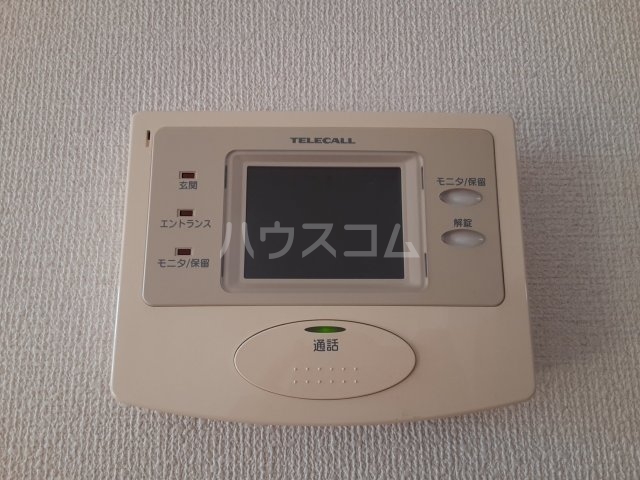 TELECALL
玄関
エントランス
モニタ/保留
モニタ/保留
解錠
ハウスコム
通話